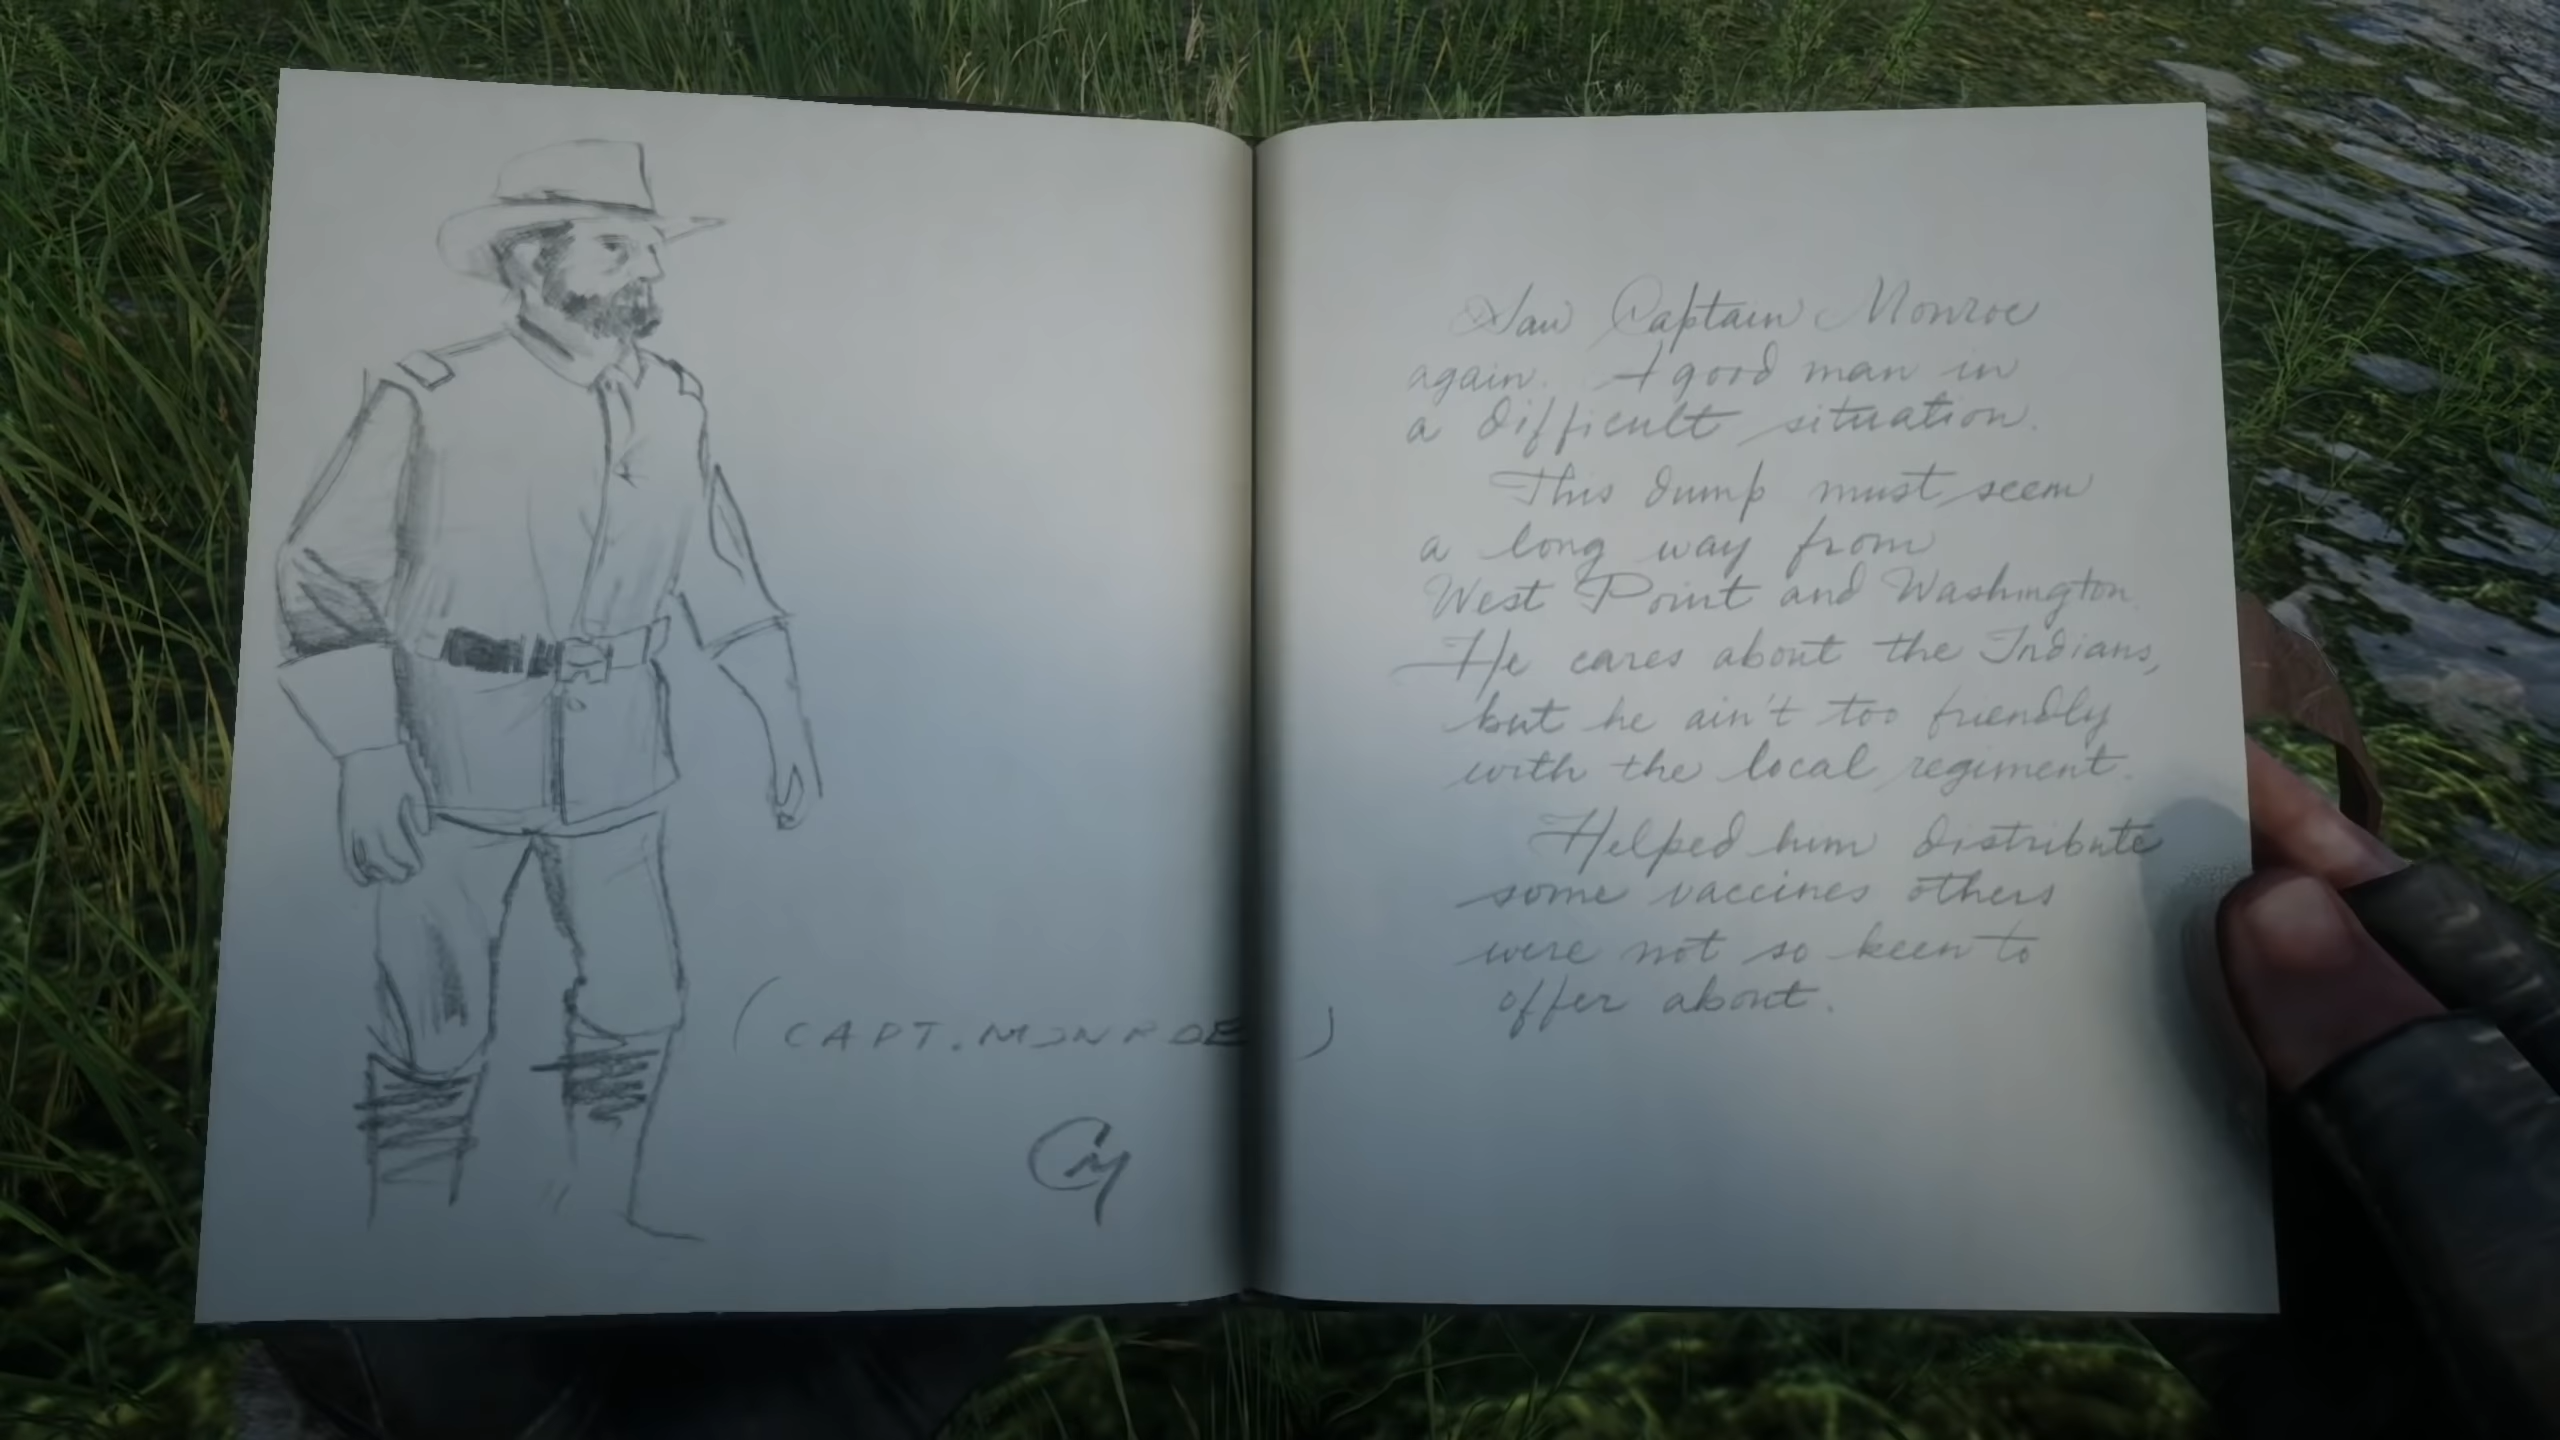 (CAPT. MONROE)
Saw Captain Monroe
again. A good man in
a difficult situation.
This dump must seem
a long way from
West Point and Washington
He cares about the Indians,
but he ain't too friendly
with the local regiment.
Helped him distribute
some vaccines others
were not so keen to
offer about.